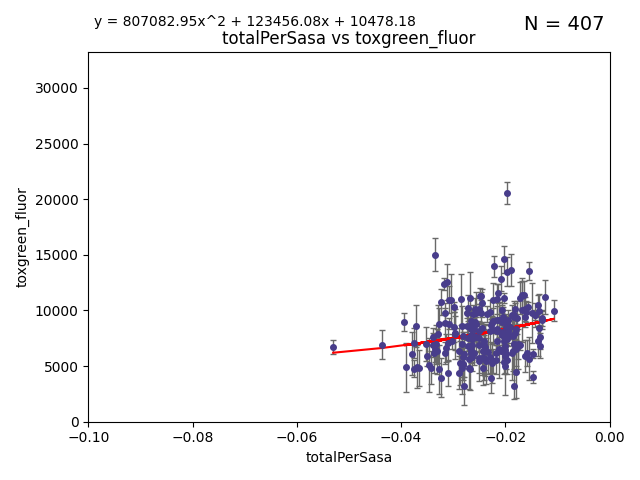 y = 807082.95x^2 + 123456.08x + 10478.18
N = 407
totalPerSasa vs toxgreen_fluor
30000
25000
20000
15000
10000
5000
0
toxgreen_fluor
−0.10
−0.08
−0.06
−0.04
−0.02
0.00
totalPerSasa